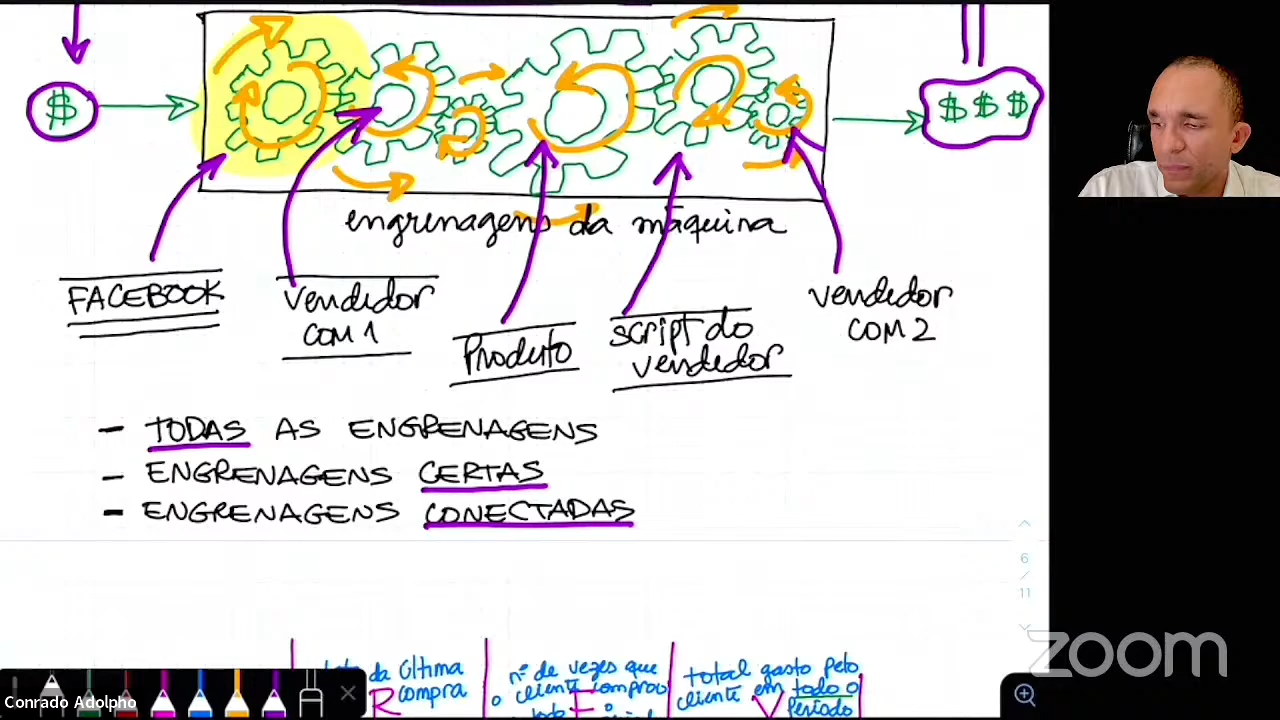 $
$ $ $
engrenagens da máquina
FACEBOOK
vendedor
COM 1
Produto
script do
vendedor
vendedor
COM 2
- TODAS AS ENGRENAGENS
- ENGRENAGENS CERTAS
- ENGRENAGENS CONECTADAS
6
/
11
zoom
da última
compra
R
nº de vezes que
o cliente comprou
F
total gasto pelo
cliente em todo o
período
V
Conrado Adolpho